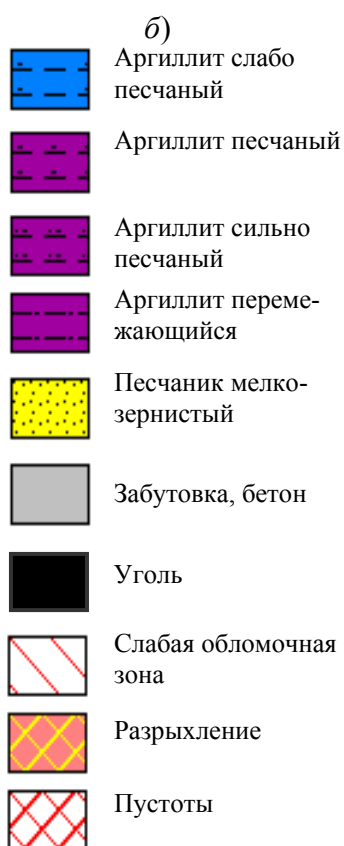 б)
Аргиллит слабо
песчаный
Аргиллит песчаный
Аргиллит сильно
песчаный
Аргиллит переме-
жающийся
Песчаник мелко-
зернистый
Забутовка, бетон
Уголь
Слабая обломочная
зона
Разрыхление
Пустоты